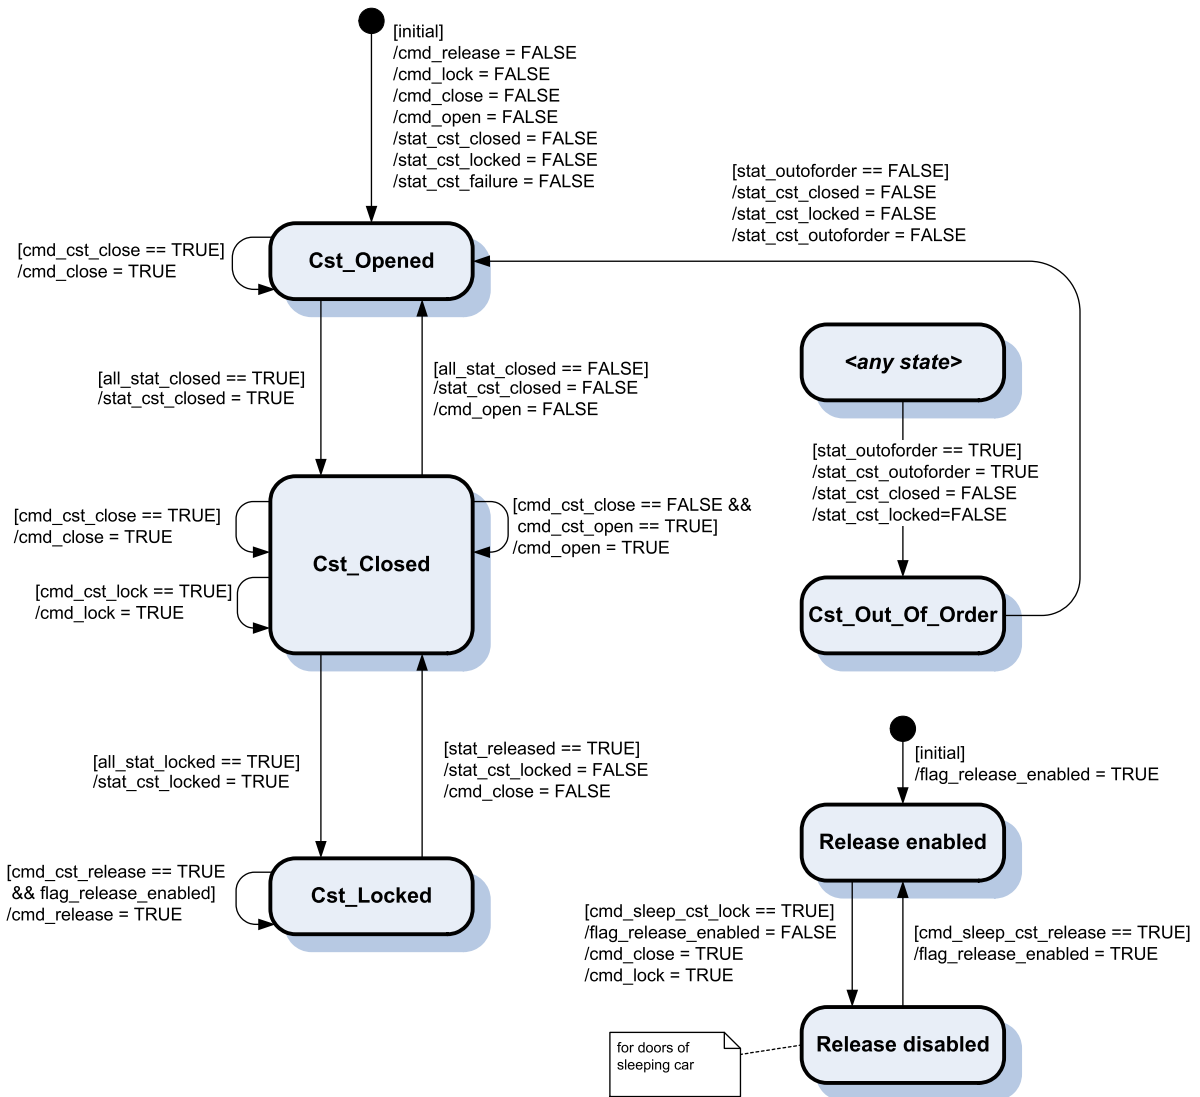 [initial]
/cmd_release = FALSE
/cmd_lock = FALSE
/cmd_close = FALSE
/cmd_open = FALSE
/stat_cst_closed = FALSE
/stat_cst_locked = FALSE
/stat_cst_failure = FALSE
[stat_outoforder == FALSE]
/stat_cst_closed = FALSE
/stat_cst_locked = FALSE
/stat_cst_outoforder = FALSE
[cmd_cst_close == TRUE]
/cmd_close = TRUE
Cst_Opened
<any state>
[all_stat_closed == TRUE]
/stat_cst_closed = TRUE
[all_stat_closed == FALSE]
/stat_cst_closed = FALSE
/cmd_open = FALSE
[stat_outoforder == TRUE]
/stat_cst_outoforder = TRUE
/stat_cst_closed = FALSE
/stat_cst_locked=FALSE
[cmd_cst_close == TRUE]
/cmd_close = TRUE
[cmd_cst_close == FALSE &&
cmd_cst_open == TRUE]
/cmd_open = TRUE
Cst_Closed
[cmd_cst_lock == TRUE]
/cmd_lock = TRUE
Cst_Out_Of_Order
[all_stat_locked == TRUE]
/stat_cst_locked = TRUE
[stat_released == TRUE]
/stat_cst_locked = FALSE
/cmd_close = FALSE
[initial]
/flag_release_enabled = TRUE
Release enabled
[cmd_cst_release == TRUE
&& flag_release_enabled]
/cmd_release = TRUE
Cst_Locked
[cmd_sleep_cst_lock == TRUE]
/flag_release_enabled = FALSE
/cmd_close = TRUE
/cmd_lock = TRUE
[cmd_sleep_cst_release == TRUE]
/flag_release_enabled = TRUE
Release disabled
for doors of
sleeping car